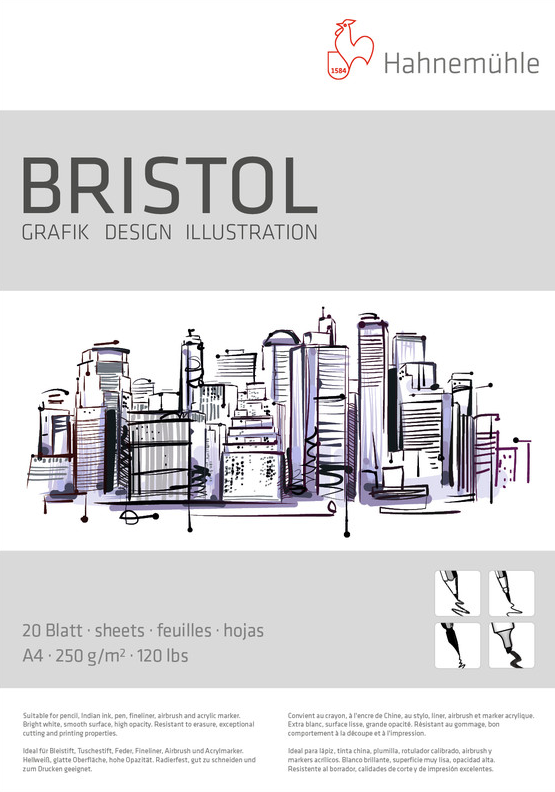 1584
Hahnemühle
BRISTOL
GRAFIK DESIGN ILLUSTRATION
20 Blatt · sheets · feuilles · hojas
A4 · 250 g/m² · 120 lbs
Suitable for pencil, Indian ink, pen, fineliner, airbrush and acrylic marker.
Bright white, smooth surface, high opacity. Resistant to erasure, exceptional
cutting and printing properties.
Ideal für Bleistift, Tuschestift, Feder, Fineliner, Airbrush und Acrylmarker.
Hellweiß, glatte Oberfläche, hohe Opazität. Radierfest, gut zu schneiden und
zum Drucken geeignet.
Convient au crayon, à l'encre de Chine, au stylo, liner, airbrush et marker acrylique.
Extra blanc, surface lisse, grande opacité. Résistant au gommage, bon
comportement à la découpe et à l'impression.
Ideal para lápiz, tinta china, plumilla, rotulador calibrado, airbrush y
markers acrílicos. Blanco brillante, superficie muy lisa, opacidad alta.
Resistente al borrador, calidades de corte y de impresión excelentes.